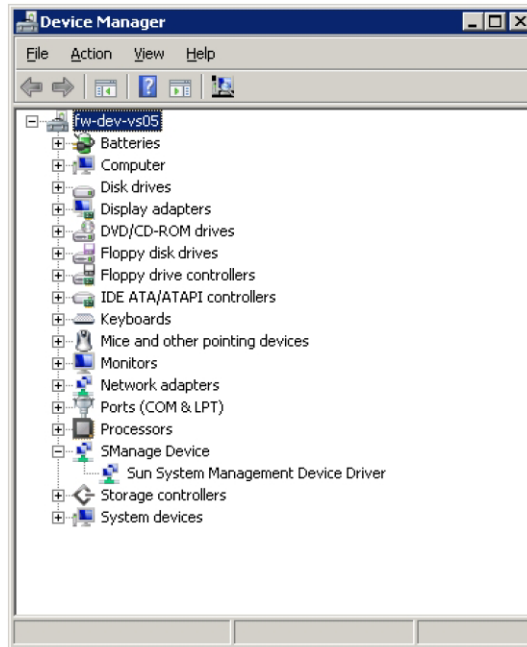 Device Manager
File Action View Help
fw-dev-vs05
Batteries
Computer
Disk drives
Display adapters
DVD/CD-ROM drives
Floppy disk drives
Floppy drive controllers
IDE ATA/ATAPI controllers
Keyboards
Mice and other pointing devices
Monitors
Network adapters
Ports (COM & LPT)
Processors
SManage Device
Sun System Management Device Driver
Storage controllers
System devices